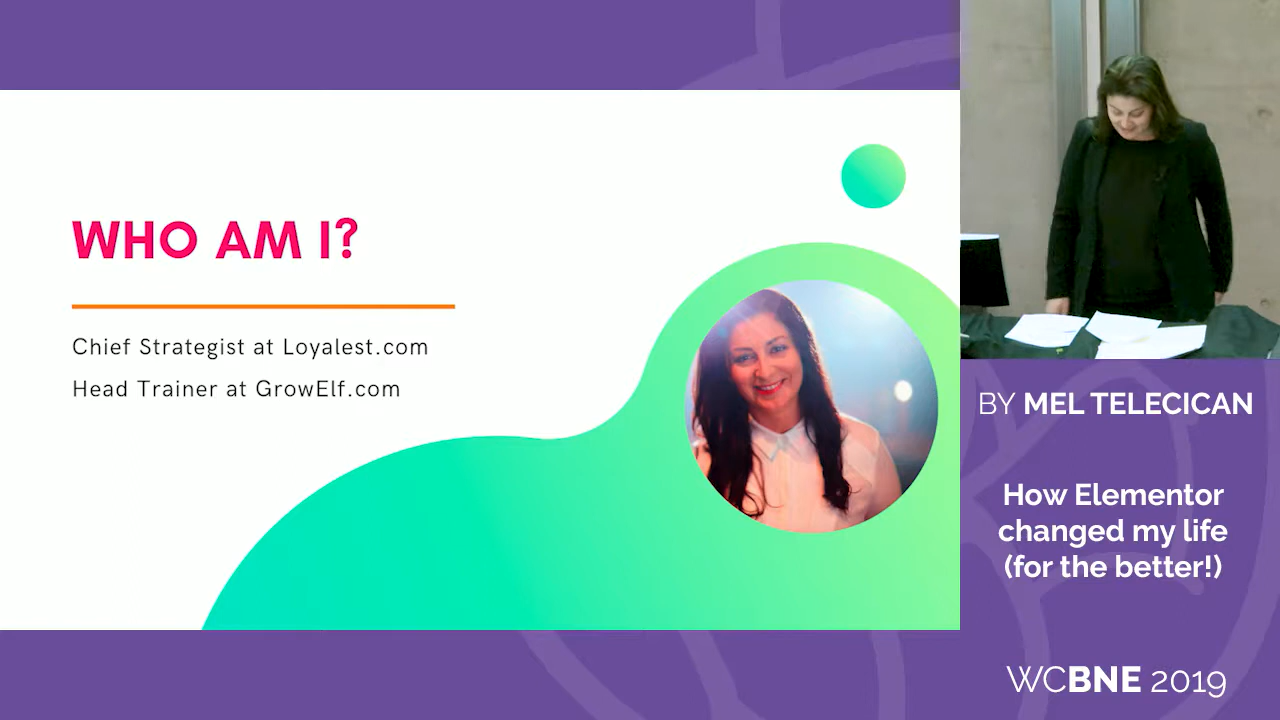 WHO AM I?
Chief Strategist at Loyalest.com
Head Trainer at GrowElf.com
BY MEL TELECICAN
How Elementor
changed my life
(for the better!)
WCBNE 2019